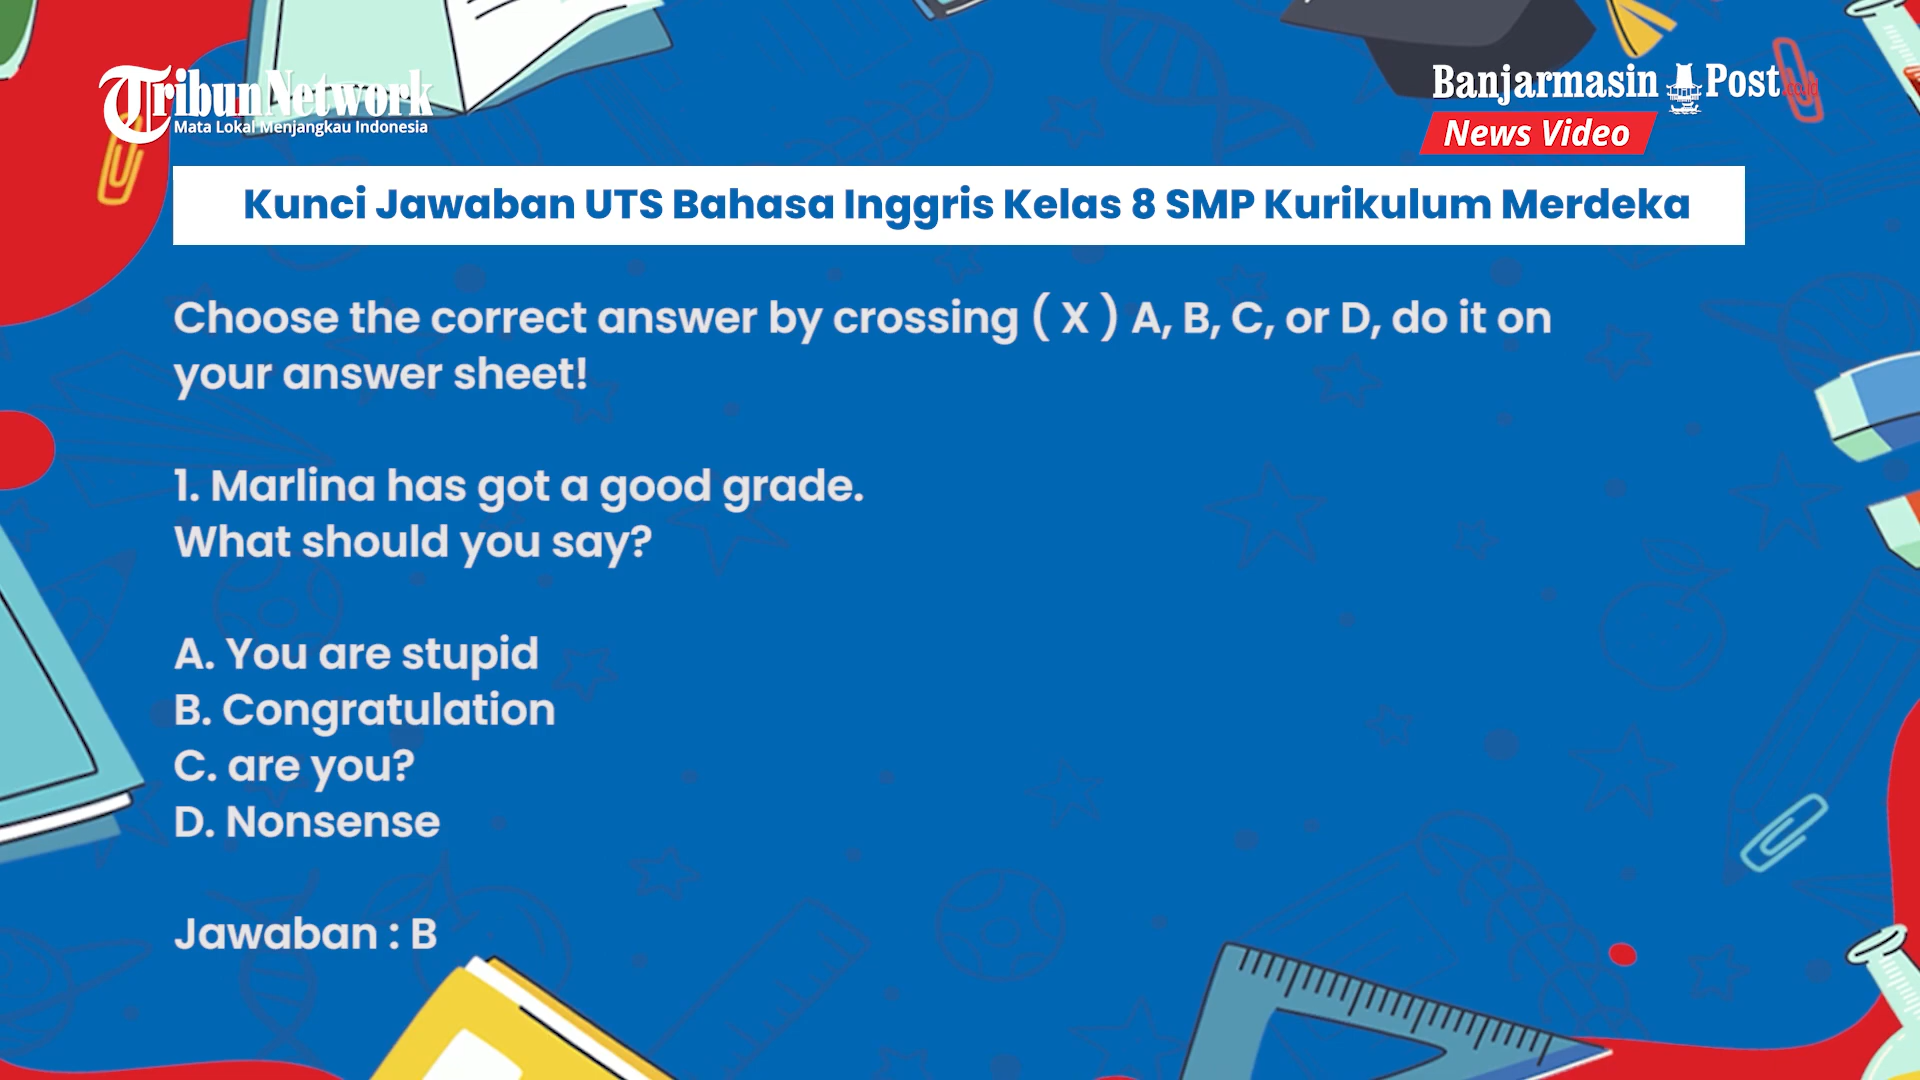 TribunNetwork
Mata Lokal Menjangkau Indonesia
Banjarmasin Post
News Video
Kunci Jawaban UTS Bahasa Inggris Kelas 8 SMP Kurikulum Merdeka
Choose the correct answer by crossing ( X ) A, B, C, or D, do it on
your answer sheet!
1. Marlina has got a good grade.
What should you say?
A. You are stupid
B. Congratulation
C. are you?
D. Nonsense
Jawaban : B